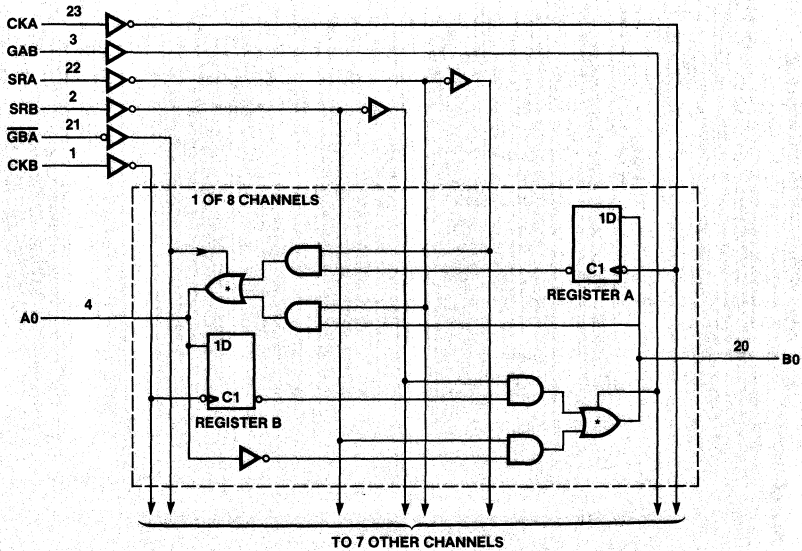 CKA 23
GAB 3
SRA 22
SRB 2
GBA 21
CKB 1
1 OF 8 CHANNELS
1D
C1
REGISTER A
*
4
A0
1D
C1
REGISTER B
20
B0
*
TO 7 OTHER CHANNELS